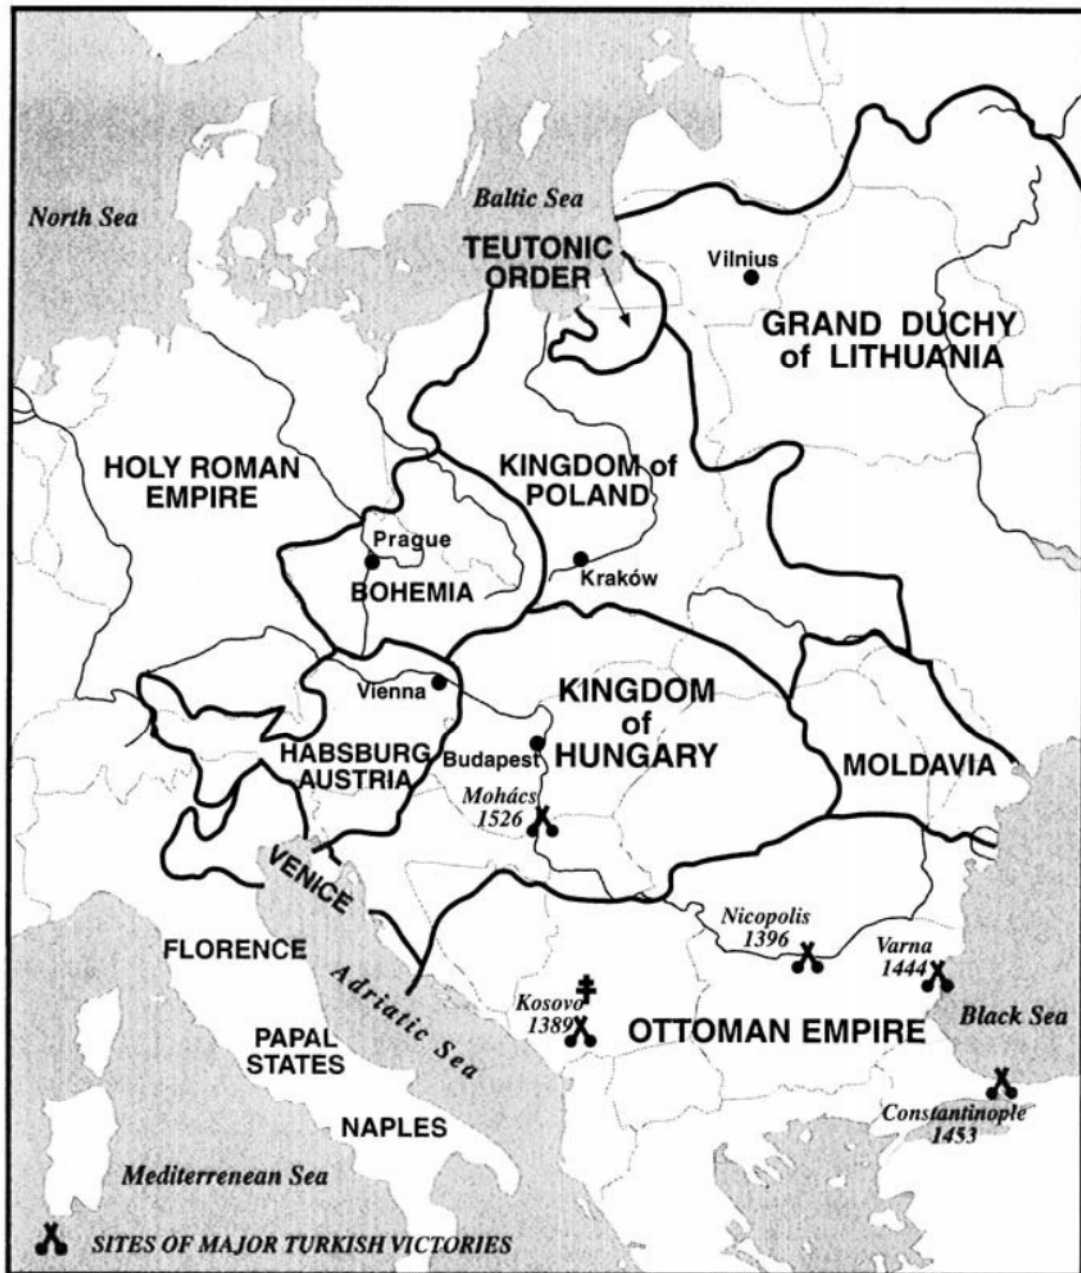 North Sea
Baltic Sea
TEUTONIC
ORDER
Vilnius
GRAND DUCHY
of LITHUANIA
HOLY ROMAN
EMPIRE
KINGDOM of
POLAND
Prague
BOHEMIA
Kraków
Vienna
KINGDOM
of
HUNGARY
HABSBURG
AUSTRIA
Budapest
MOLDAVIA
Mohács
1526
VENICE
Nicopolis
1396
Varna
1444
FLORENCE
Adriatic Sea
Kosovo
1389
OTTOMAN EMPIRE
Black Sea
PAPAL
STATES
Constantinople
1453
NAPLES
Mediterrenean Sea
SITES OF MAJOR TURKISH VICTORIES